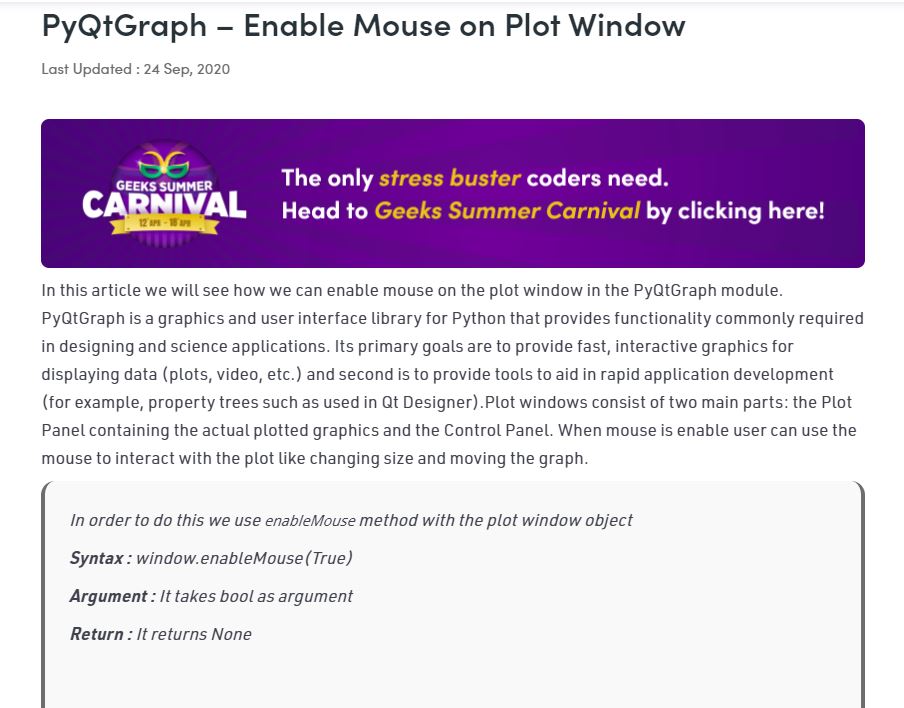 PyQtGraph – Enable Mouse on Plot Window
Last Updated : 24 Sep, 2020
GEEKS SUMMER
CARNIVAL
12 APR - 18 APR
The only stress buster coders need.
Head to Geeks Summer Carnival by clicking here!
In this article we will see how we can enable mouse on the plot window in the PyQtGraph module.
PyQtGraph is a graphics and user interface library for Python that provides functionality commonly required
in designing and science applications. Its primary goals are to provide fast, interactive graphics for
displaying data (plots, video, etc.) and second is to provide tools to aid in rapid application development
(for example, property trees such as used in Qt Designer).Plot windows consist of two main parts: the Plot
Panel containing the actual plotted graphics and the Control Panel. When mouse is enable user can use the
mouse to interact with the plot like changing size and moving the graph.
In order to do this we use enableMouse method with the plot window object
Syntax : window.enableMouse(True)
Argument : It takes bool as argument
Return : It returns None